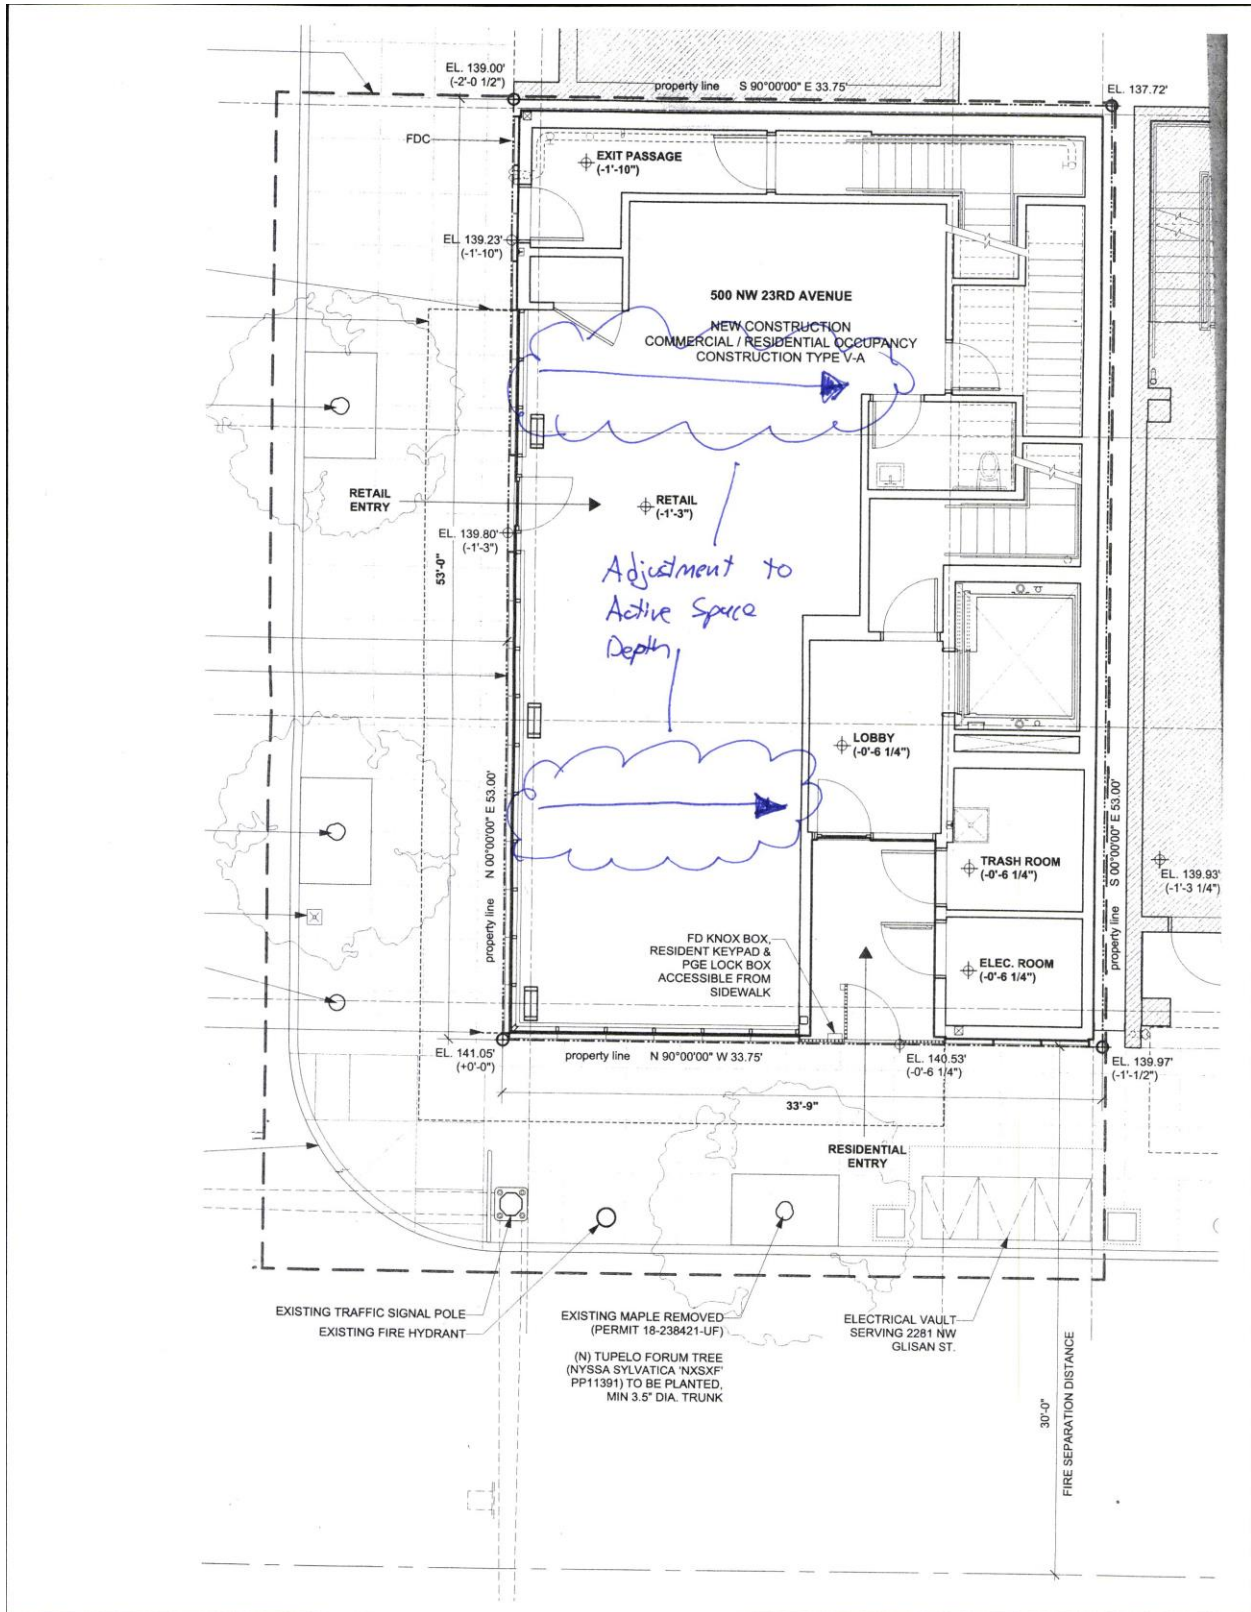 EL. 139.00'
(-2'-0 1/2")
property line S 90°00'00" E 33.75'
EL. 137.72'
FDC
EXIT PASSAGE
(-1'-10")
EL. 139.23'
(-1'-10")
500 NW 23RD AVENUE
NEW CONSTRUCTION
COMMERCIAL / RESIDENTIAL OCCUPANCY
CONSTRUCTION TYPE V-A
RETAIL
ENTRY
RETAIL
(-1'-3")
EL. 139.80'
(-1'-3")
53'-0"
Adjustment to
Active Space
Depth
LOBBY
(-0'-6 1/4")
property line N 00°00'00" E 53.00'
property line S 00°00'00" E 53.00'
TRASH ROOM
(-0'-6 1/4")
EL. 139.93'
(-1'-3 1/4")
FD KNOX BOX,
RESIDENT KEYPAD &
PGE LOCK BOX
ACCESSIBLE FROM
SIDEWALK
ELEC. ROOM
(-0'-6 1/4")
EL. 141.05'
(+0'-0")
property line N 90°00'00" W 33.75'
EL. 140.53'
(-0'-6 1/4")
EL. 139.97'
(-1'-1/2")
33'-9"
RESIDENTIAL
ENTRY
EXISTING TRAFFIC SIGNAL POLE
EXISTING FIRE HYDRANT
EXISTING MAPLE REMOVED
(PERMIT 18-238421-UF)
(N) TUPELO FORUM TREE
(NYSSA SYLVATICA 'NXSXF'
PP11391) TO BE PLANTED,
MIN 3.5" DIA. TRUNK
ELECTRICAL VAULT
SERVING 2281 NW
GLISAN ST.
30'-0"
FIRE SEPARATION DISTANCE